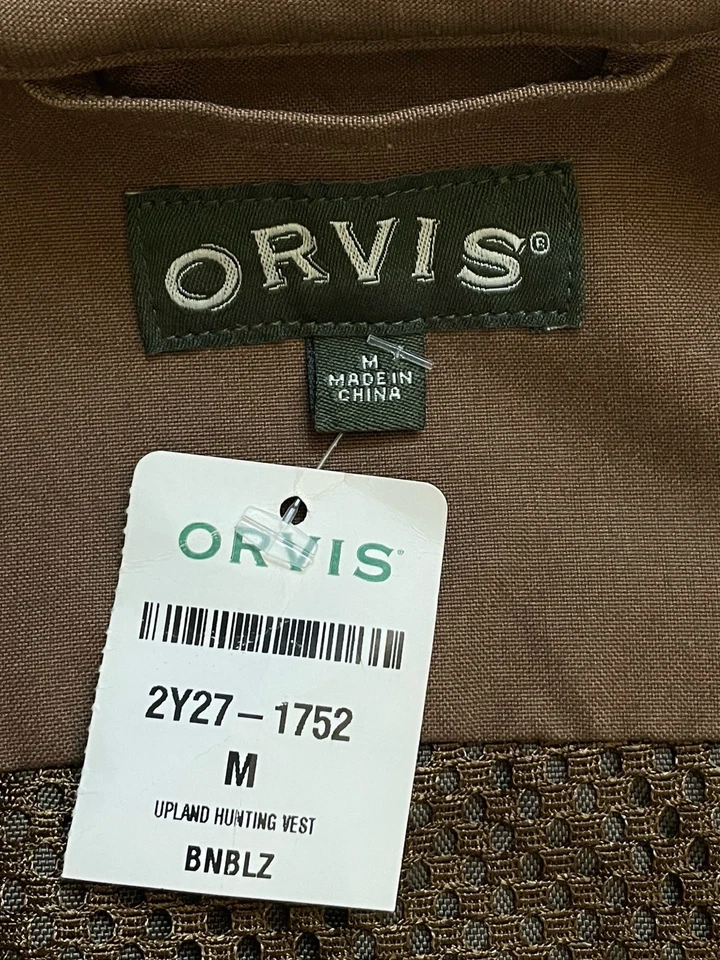 ORVIS®
M
MADE IN
CHINA
ORVIS®
2Y27-1752
M
UPLAND HUNTING VEST
BNBLZ